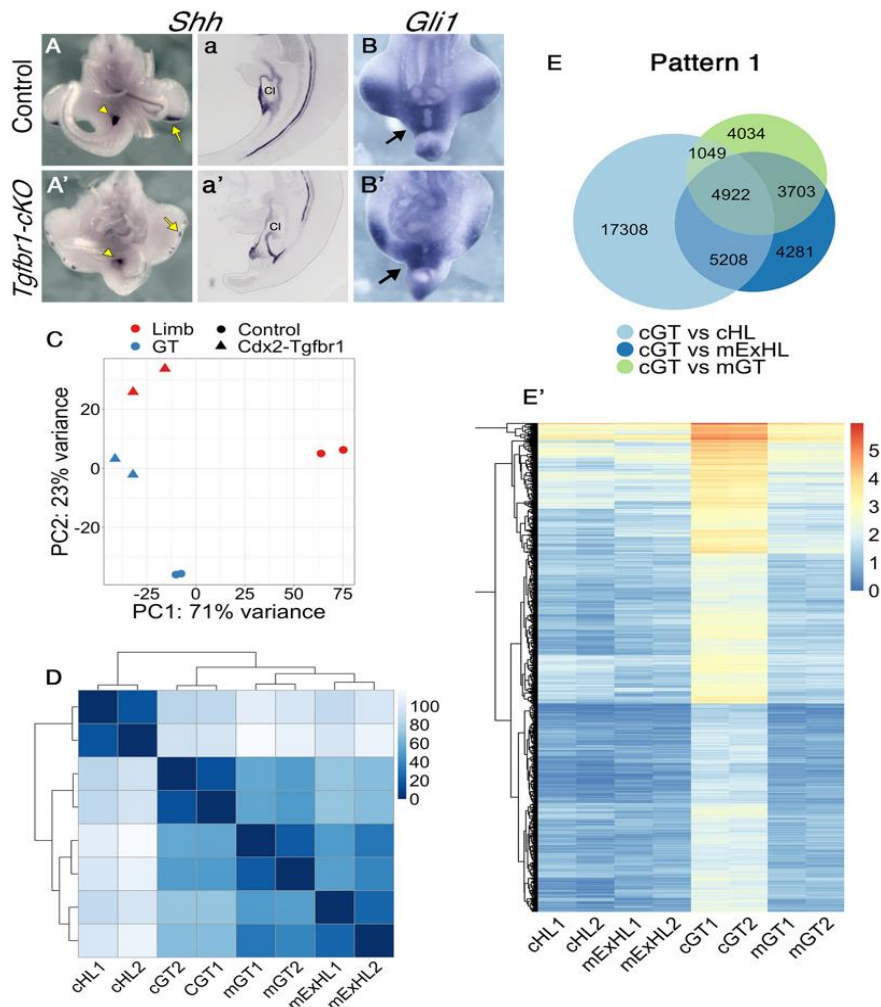 Shh
Gli1
A
a
B
Control
Cl
A'
a'
B'
Tgfbr1-cKO
Cl
C
Limb
GT
Control
Cdx2-Tgfbr1
PC2: 23% variance
20
0
-20
-25
0
25
50
75
PC1: 71% variance
D
100
80
60
40
20
0
cHL1
cHL2
cGT2
CGT1
mGT1
mGT2
mExHL1
mExHL2
E
Pattern 1
4034
1049
4922
3703
17308
5208
4281
cGT vs cHL
cGT vs mExHL
cGT vs mGT
E'
5
4
3
2
1
0
cHL1
cHL2
mExHL1
mExHL2
cGT1
cGT2
mGT1
mGT2